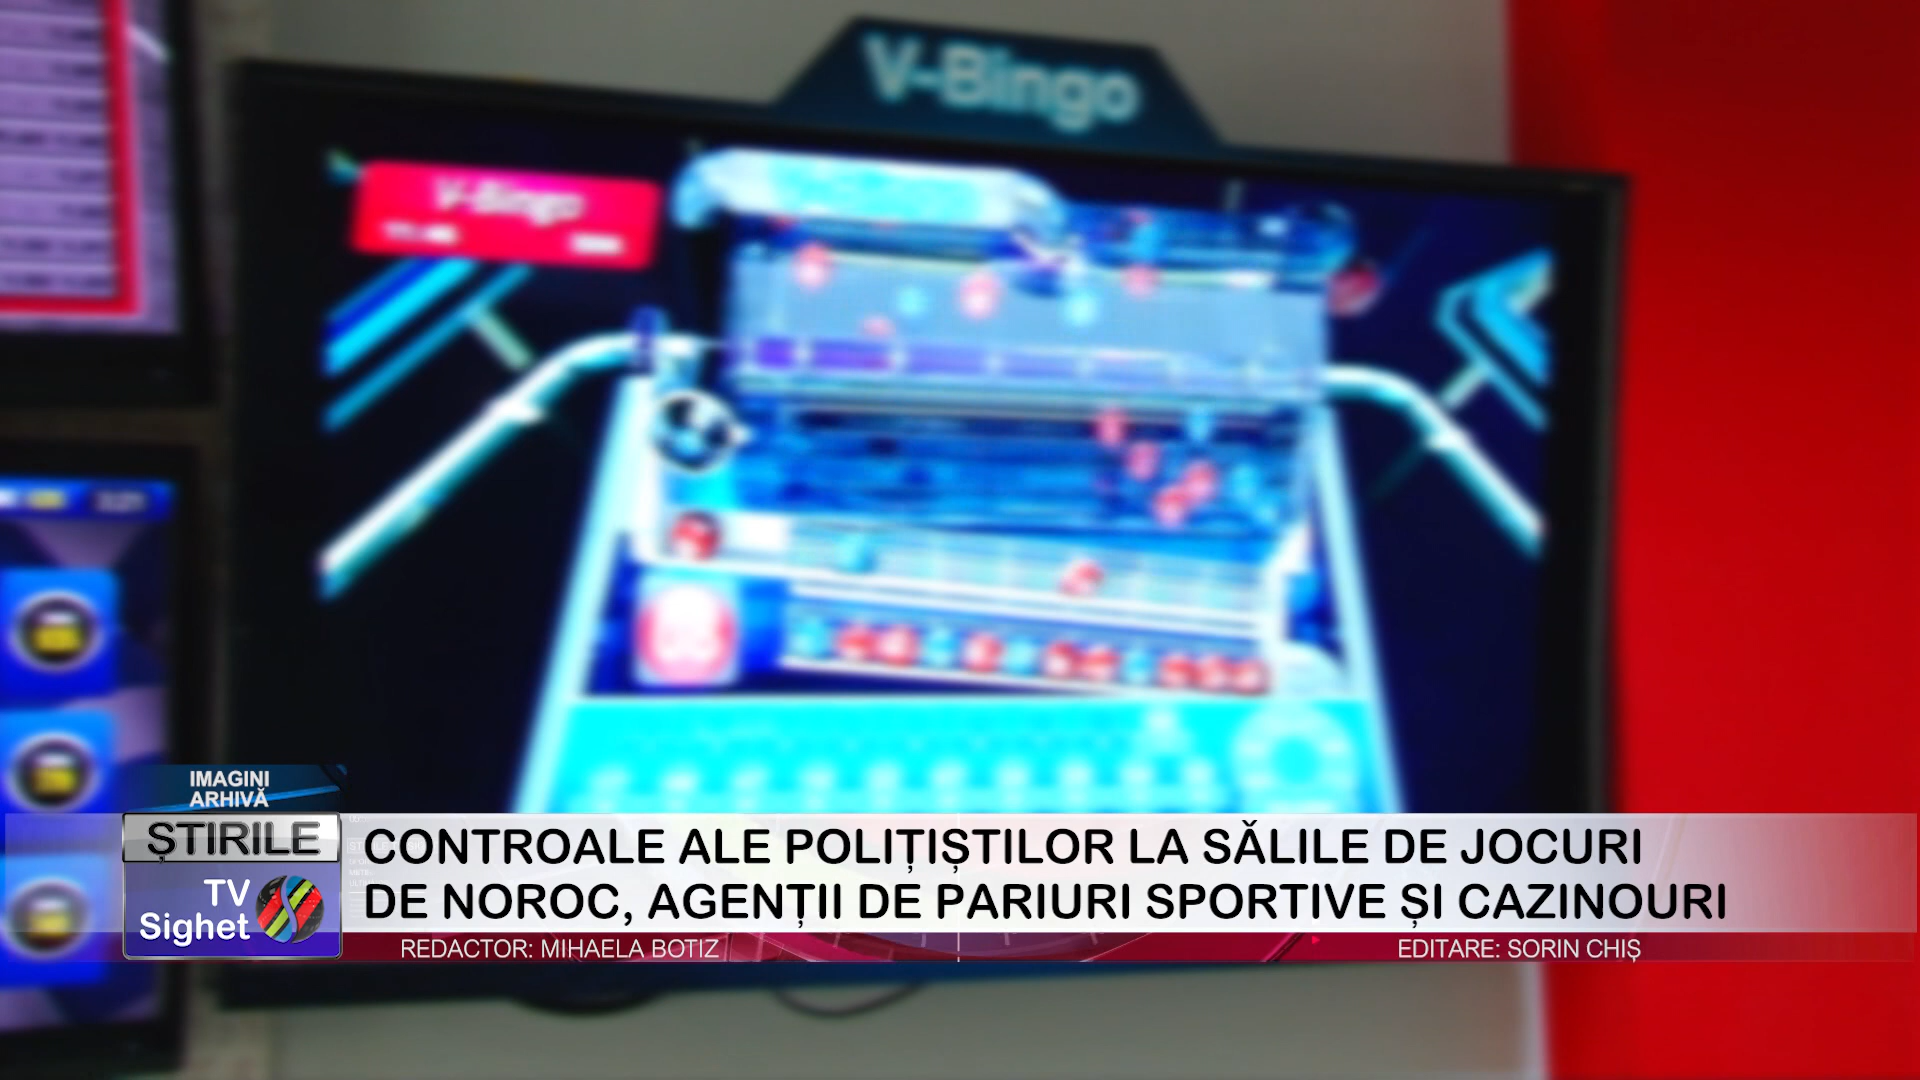 V-Bingo
V-Bingo
IMAGINI
ARHIVĂ
ȘTIRILE
TV
Sighet
CONTROALE ALE POLIȚIȘTILOR LA SĂLILE DE JOCURI
DE NOROC, AGENȚII DE PARIURI SPORTIVE ȘI CAZINOURI
REDACTOR: MIHAELA BOTIZ
EDITARE: SORIN CHIȘ